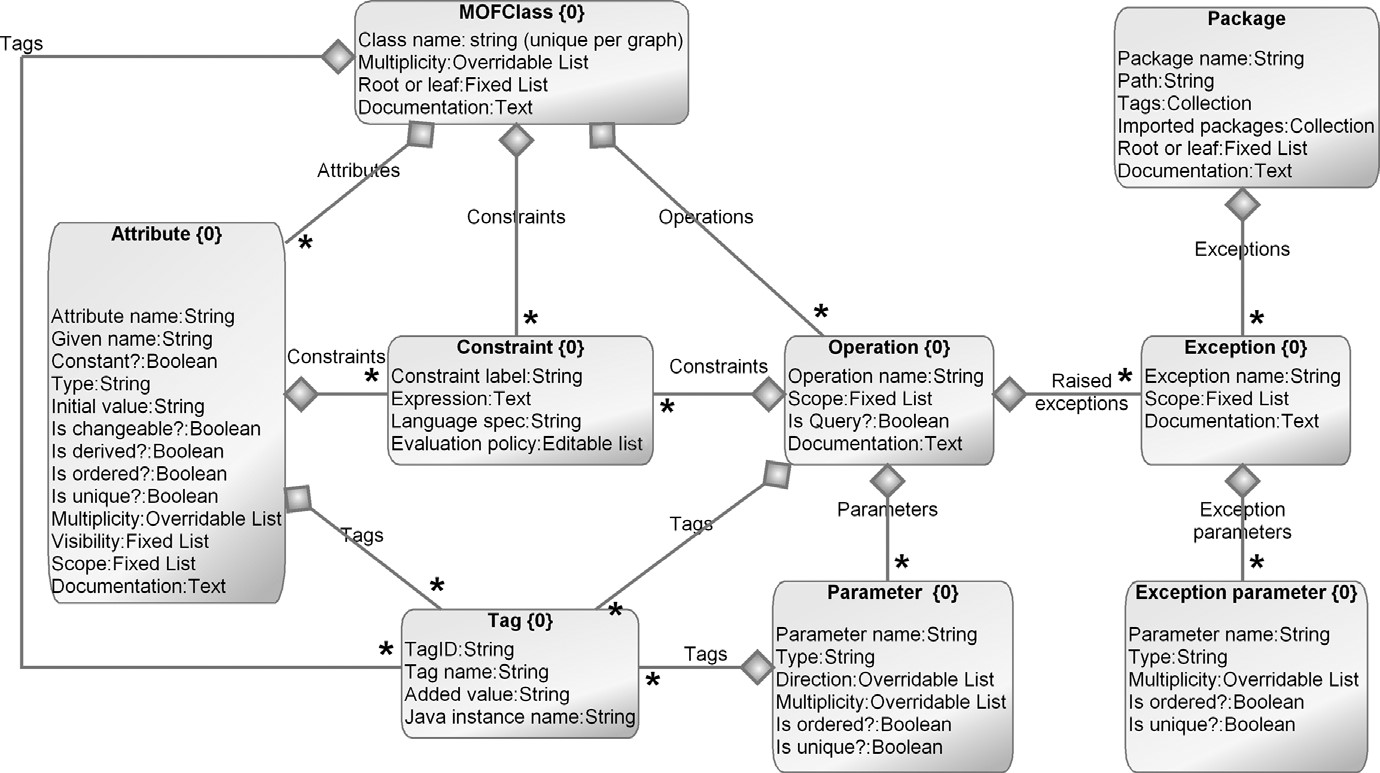 MOFClass {0}
Class name: string (unique per graph)
Multiplicity:Overridable List
Root or leaf:Fixed List
Documentation:Text
Package
Package name:String
Path:String
Tags:Collection
Imported packages:Collection
Root or leaf:Fixed List
Documentation:Text
Tags
Attributes
*
Constraints
*
Operations
*
Exceptions
*
Attribute {0}
Attribute name:String
Given name:String
Constant?:Boolean
Type:String
Initial value:String
Is changeable?:Boolean
Is derived?:Boolean
Is ordered?:Boolean
Is unique?:Boolean
Multiplicity:Overridable List
Visibility:Fixed List
Scope:Fixed List
Documentation:Text
Constraints
*
Constraint {0}
Constraint label:String
Expression:Text
Language spec:String
Evaluation policy:Editable list
Constraints
*
Operation {0}
Operation name:String
Scope:Fixed List
Is Query?:Boolean
Documentation:Text
Raised
exceptions
*
Exception {0}
Exception name:String
Scope:Fixed List
Documentation:Text
Tags
*
Tags
*
Parameters
*
Exception
parameters
*
*
Tag {0}
TagID:String
Tag name:String
Added value:String
Java instance name:String
Tags
*
Parameter {0}
Parameter name:String
Type:String
Direction:Overridable List
Multiplicity:Overridable List
Is ordered?:Boolean
Is unique?:Boolean
Exception parameter {0}
Parameter name:String
Type:String
Multiplicity:Overridable List
Is ordered?:Boolean
Is unique?:Boolean